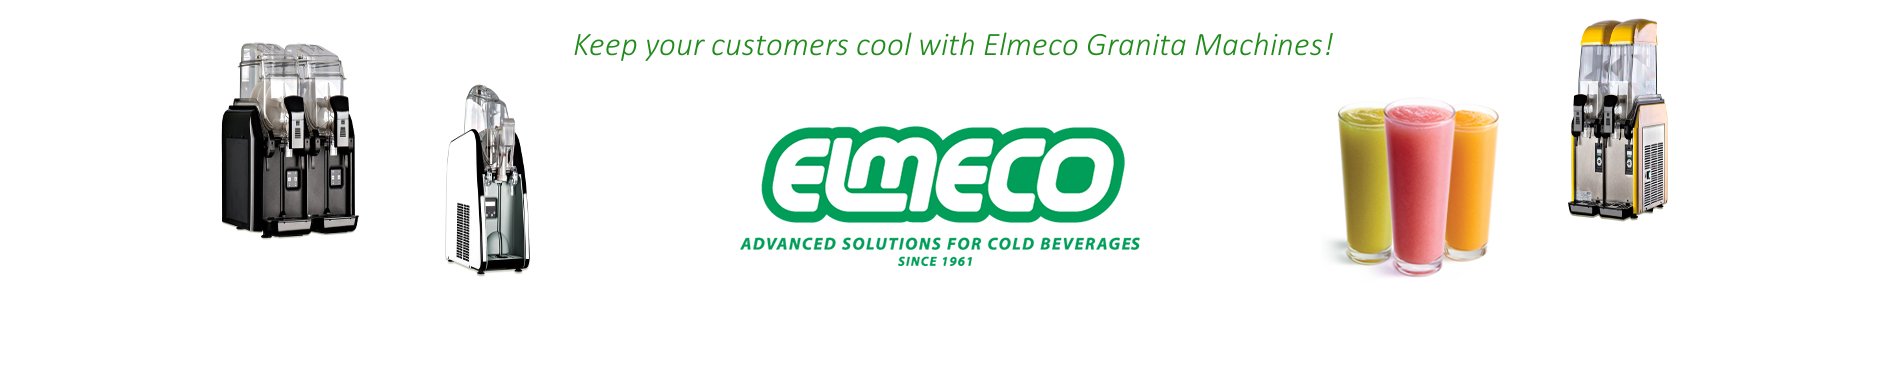 Keep your customers cool with Elmeco Granita Machines!
ELMECO
ADVANCED SOLUTIONS FOR COLD BEVERAGES
SINCE 1961